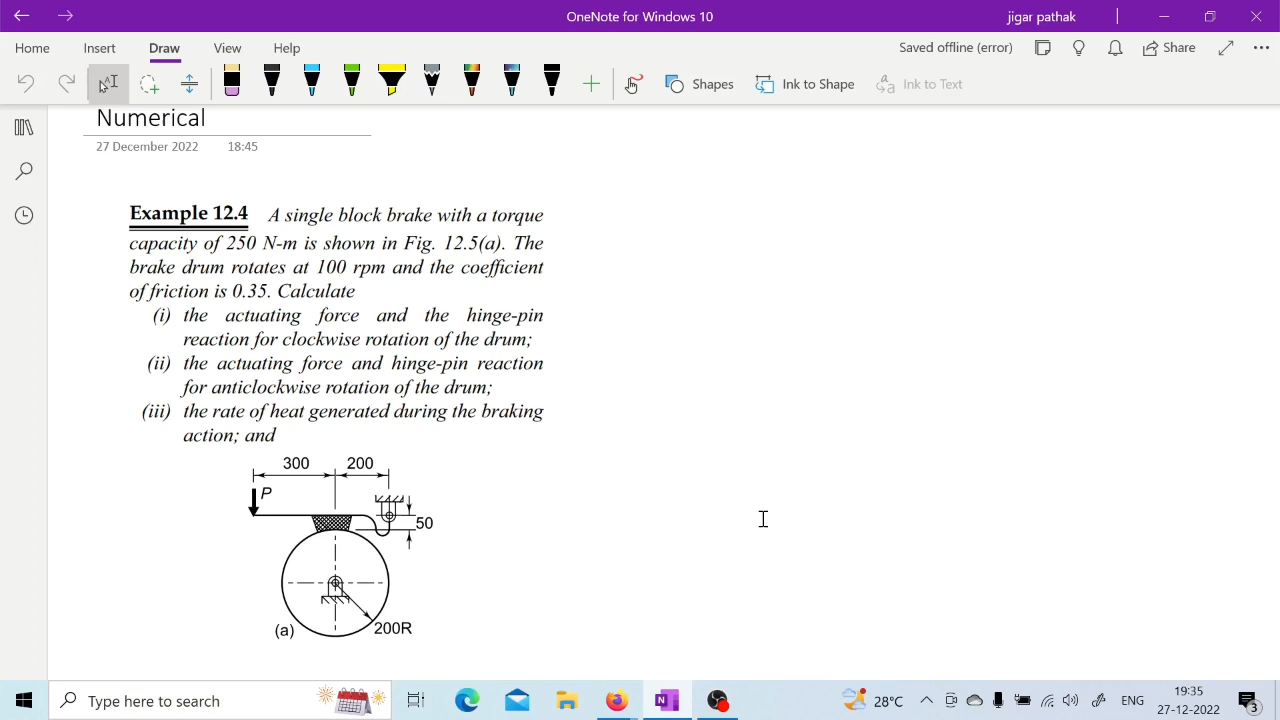 OneNote for Windows 10
jigar pathak
Home Insert Draw View Help
Saved offline (error) Share
Shapes Ink to Shape Ink to Text
Numerical
27 December 2022 18:45
Example 12.4 A single block brake with a torque
capacity of 250 N-m is shown in Fig. 12.5(a). The
brake drum rotates at 100 rpm and the coefficient
of friction is 0.35. Calculate
(i) the actuating force and the hinge-pin
reaction for clockwise rotation of the drum;
(ii) the actuating force and hinge-pin reaction
for anticlockwise rotation of the drum;
(iii) the rate of heat generated during the braking
action; and
300 200
P
50
(a) 200R
Type here to search
28°C ENG 19:35
27-12-2022 3